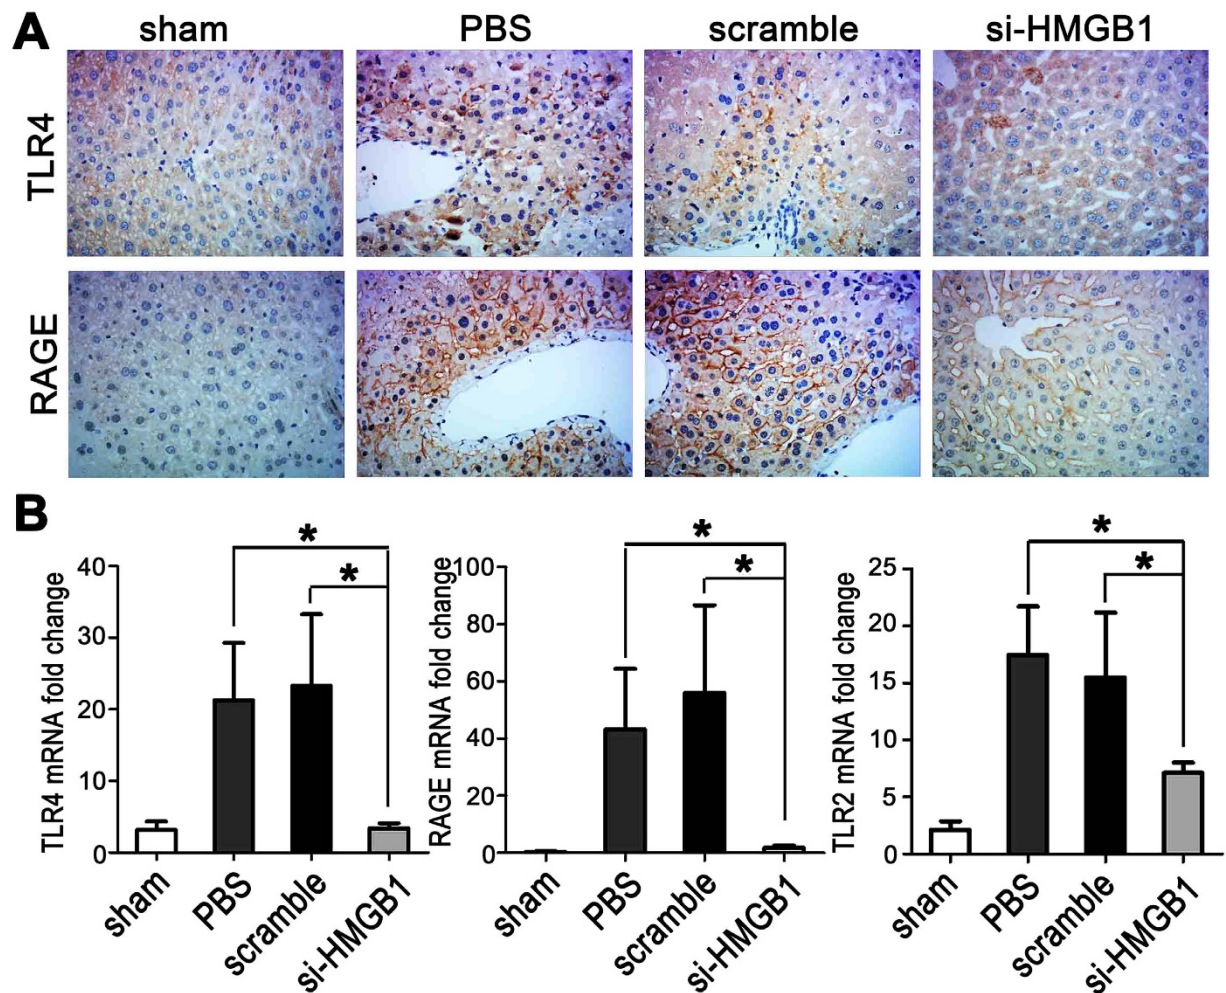 A
sham PBS scramble si-HMGB1
TLR4
RAGE
B
TLR4 mRNA fold change
40
30
20
10
0
*
*
sham PBS scramble si-HMGB1
RAGE mRNA fold change
100
80
60
40
20
0
*
*
sham PBS scramble si-HMGB1
TLR2 mRNA fold change
25
20
15
10
5
0
*
*
sham PBS scramble si-HMGB1